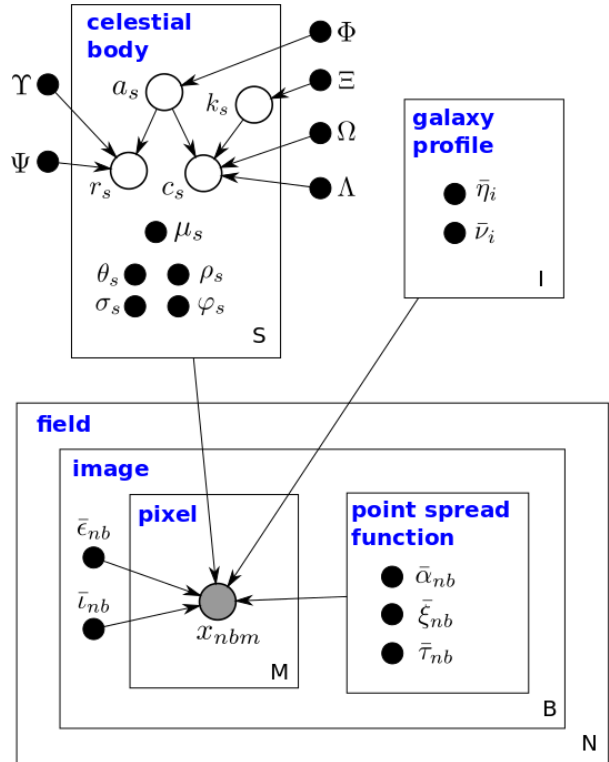 celestial
body
Φ
Υ
a_s
k_s
Ξ
Ω
Ψ
r_s
c_s
Λ
μ_s
θ_s
ρ_s
σ_s
φ_s
S
galaxy
profile
η̄_i
ν̄_i
I
field
image
pixel
point spread
function
ε̄_nb
ᾱ_nb
ῑ_nb
ξ̄_nb
x_nbm
τ̄_nb
M
B
N